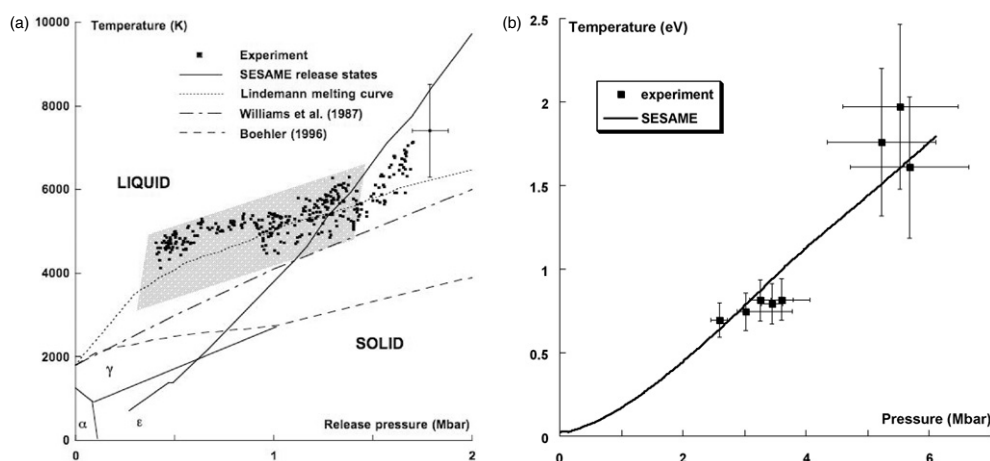 (a)
Temperature (K)
10000
8000
6000
4000
2000
0
Experiment
SESAME release states
Lindemann melting curve
Williams et al. (1987)
Boehler (1996)
LIQUID
SOLID
γ
α
ε
Release pressure (Mbar)
0
1
2
(b)
Temperature (eV)
2.5
2
1.5
1
0.5
0
experiment
SESAME
Pressure (Mbar)
0
2
4
6